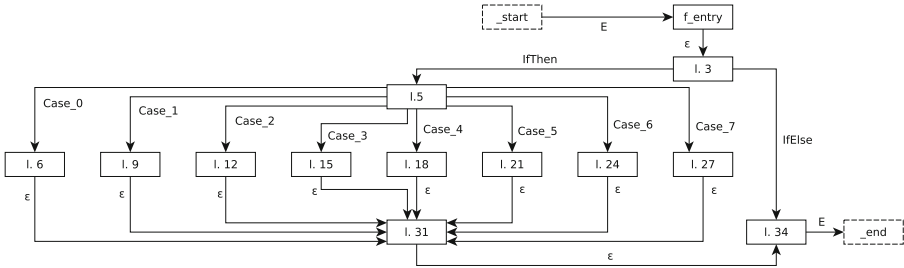 _start
E
f_entry
ε
l. 3
IfThen
l.5
Case_0
Case_1
Case_2
Case_3
Case_4
Case_5
Case_6
Case_7
IfElse
l. 6
l. 9
l. 12
l. 15
l. 18
l. 21
l. 24
l. 27
ε
ε
ε
ε
ε
ε
ε
ε
l. 31
l. 34
E
_end
ε